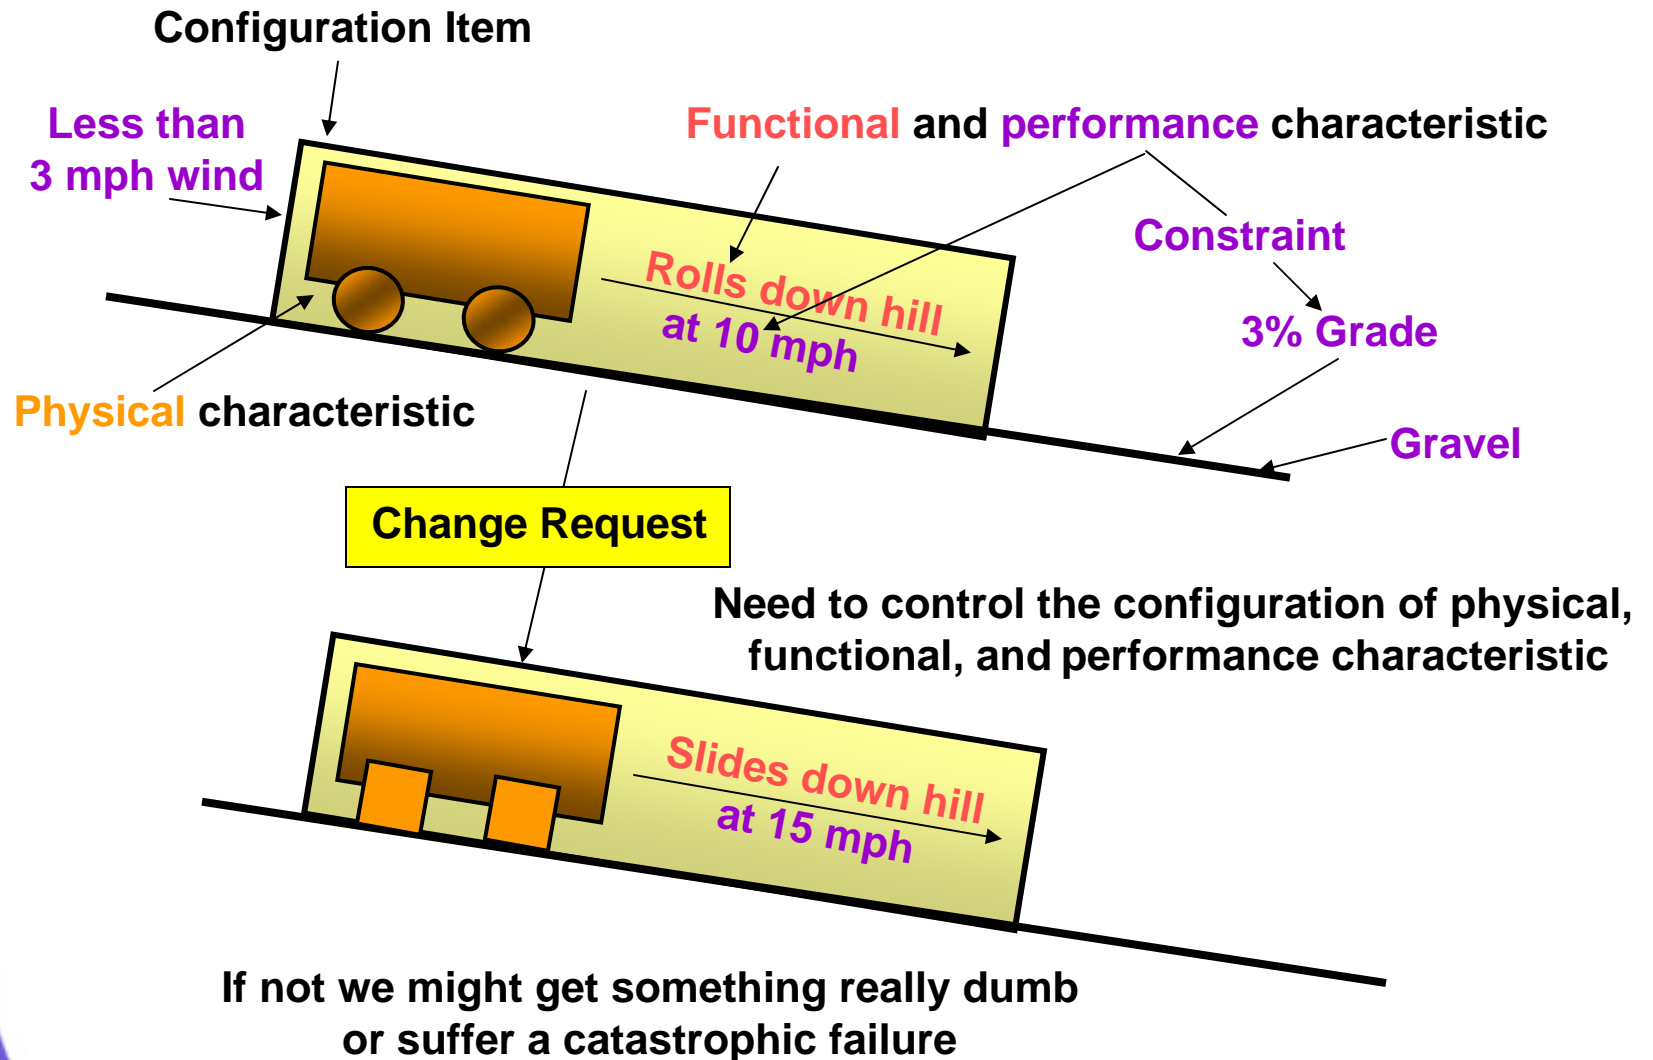 Configuration Item
Less than
3 mph wind
Functional and performance characteristic
Constraint
Rolls down hill
at 10 mph
3% Grade
Physical characteristic
Gravel
Change Request
Need to control the configuration of physical,
functional, and performance characteristic
Slides down hill
at 15 mph
If not we might get something really dumb
or suffer a catastrophic failure